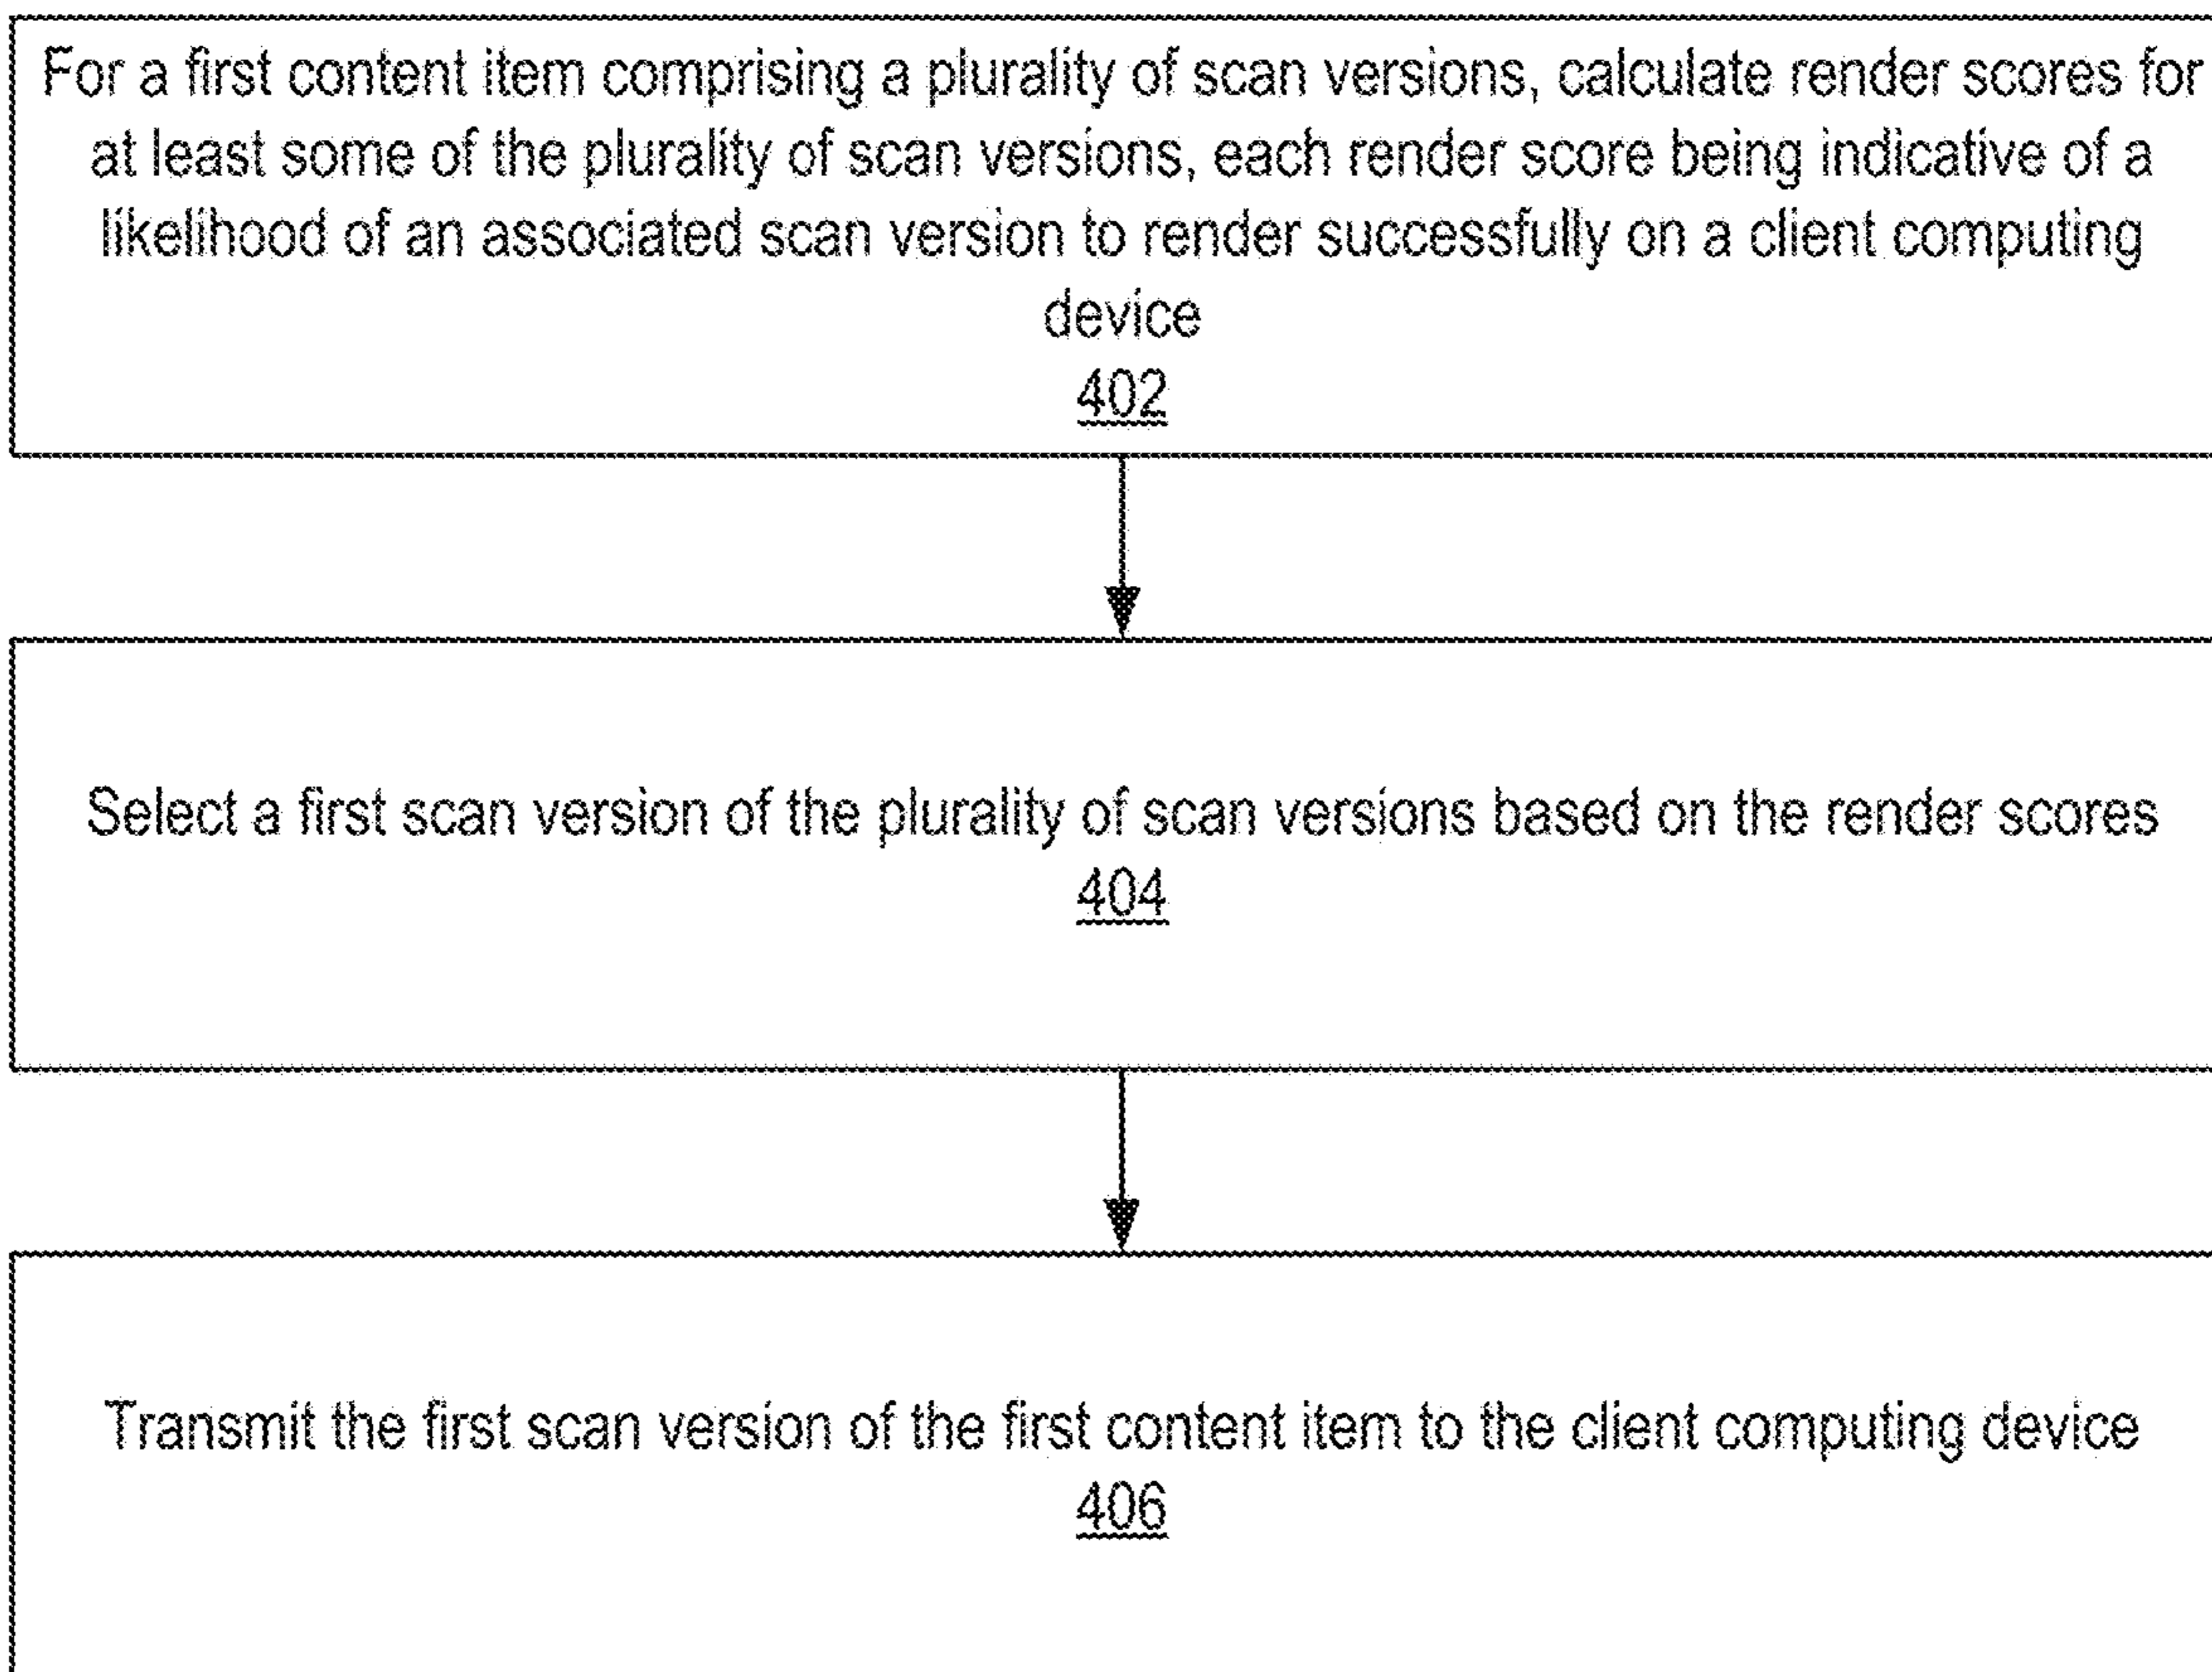 For a first content item comprising a plurality of scan versions, calculate render scores for
at least some of the plurality of scan versions, each render score being indicative of a
likelihood of an associated scan version to render successfully on a client computing
device
402
Select a first scan version of the plurality of scan versions based on the render scores
404
Transmit the first scan version of the first content item to the client computing device
406